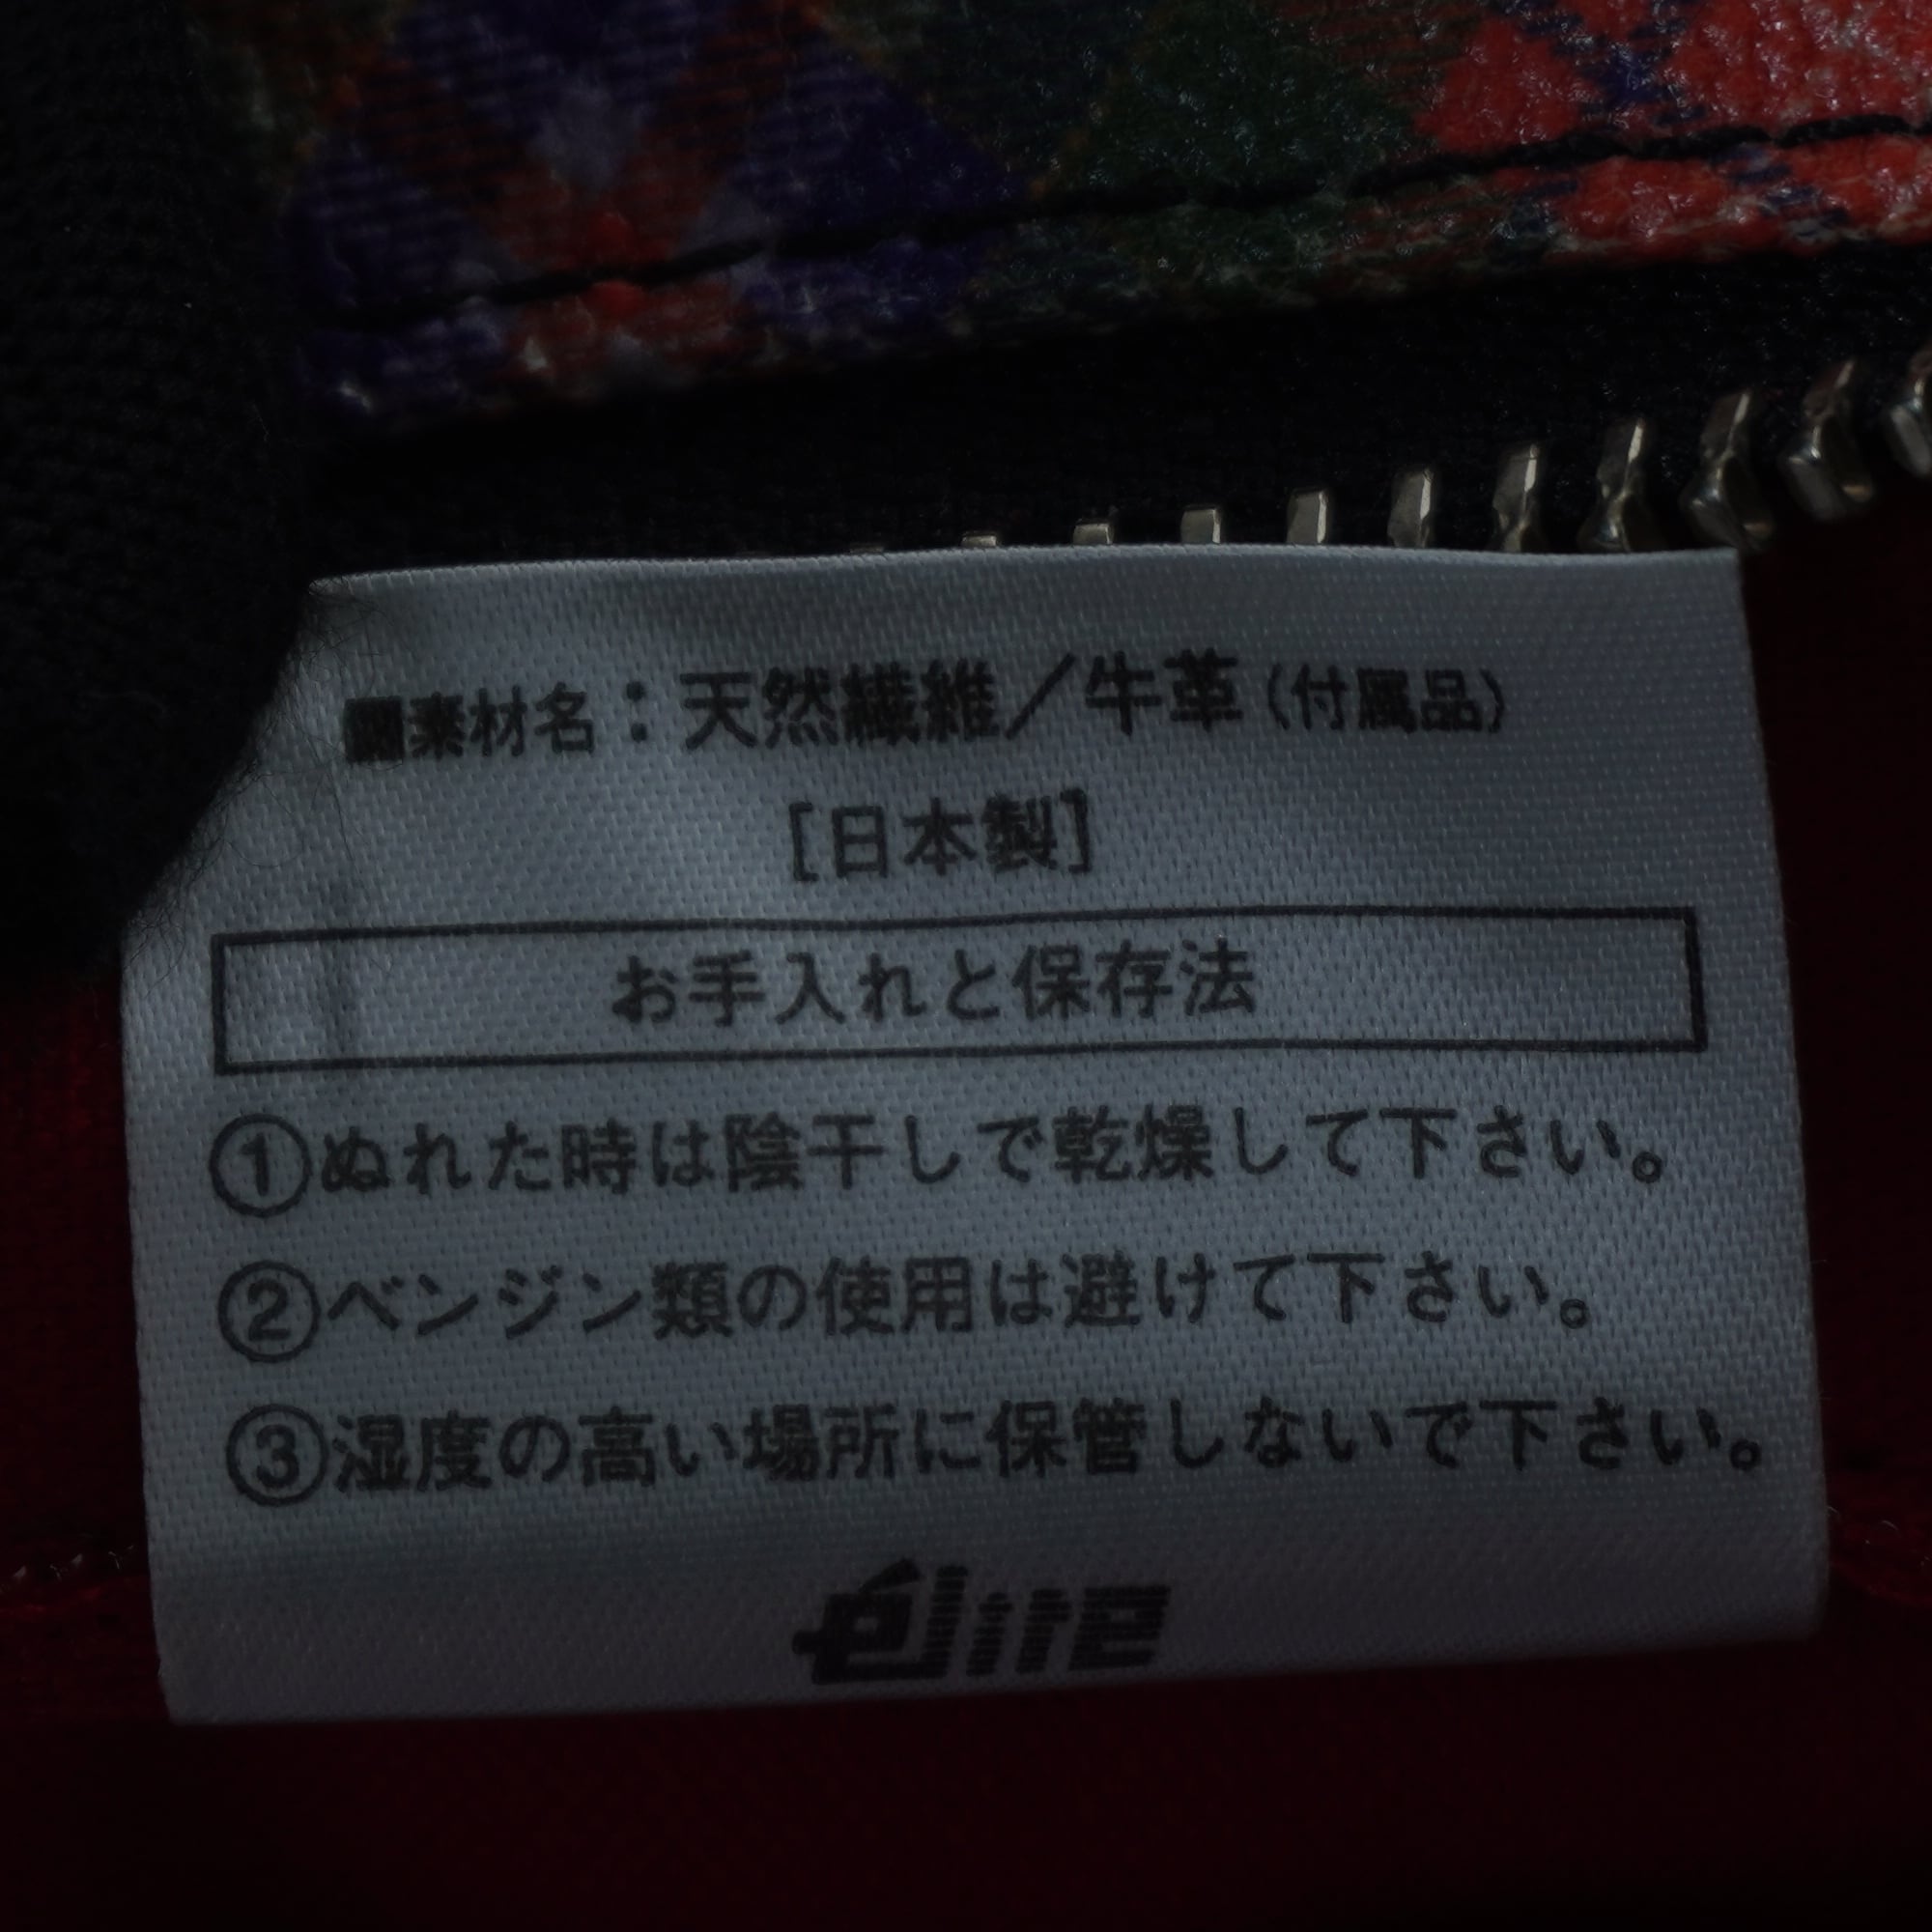 ■素材名：天然繊維／牛革(付属品)
[日本製]
お手入れと保存法
①ぬれた時は陰干しで乾燥して下さい。
②ベンジン類の使用は避けて下さい。
③湿度の高い場所に保管しないで下さい。
élite